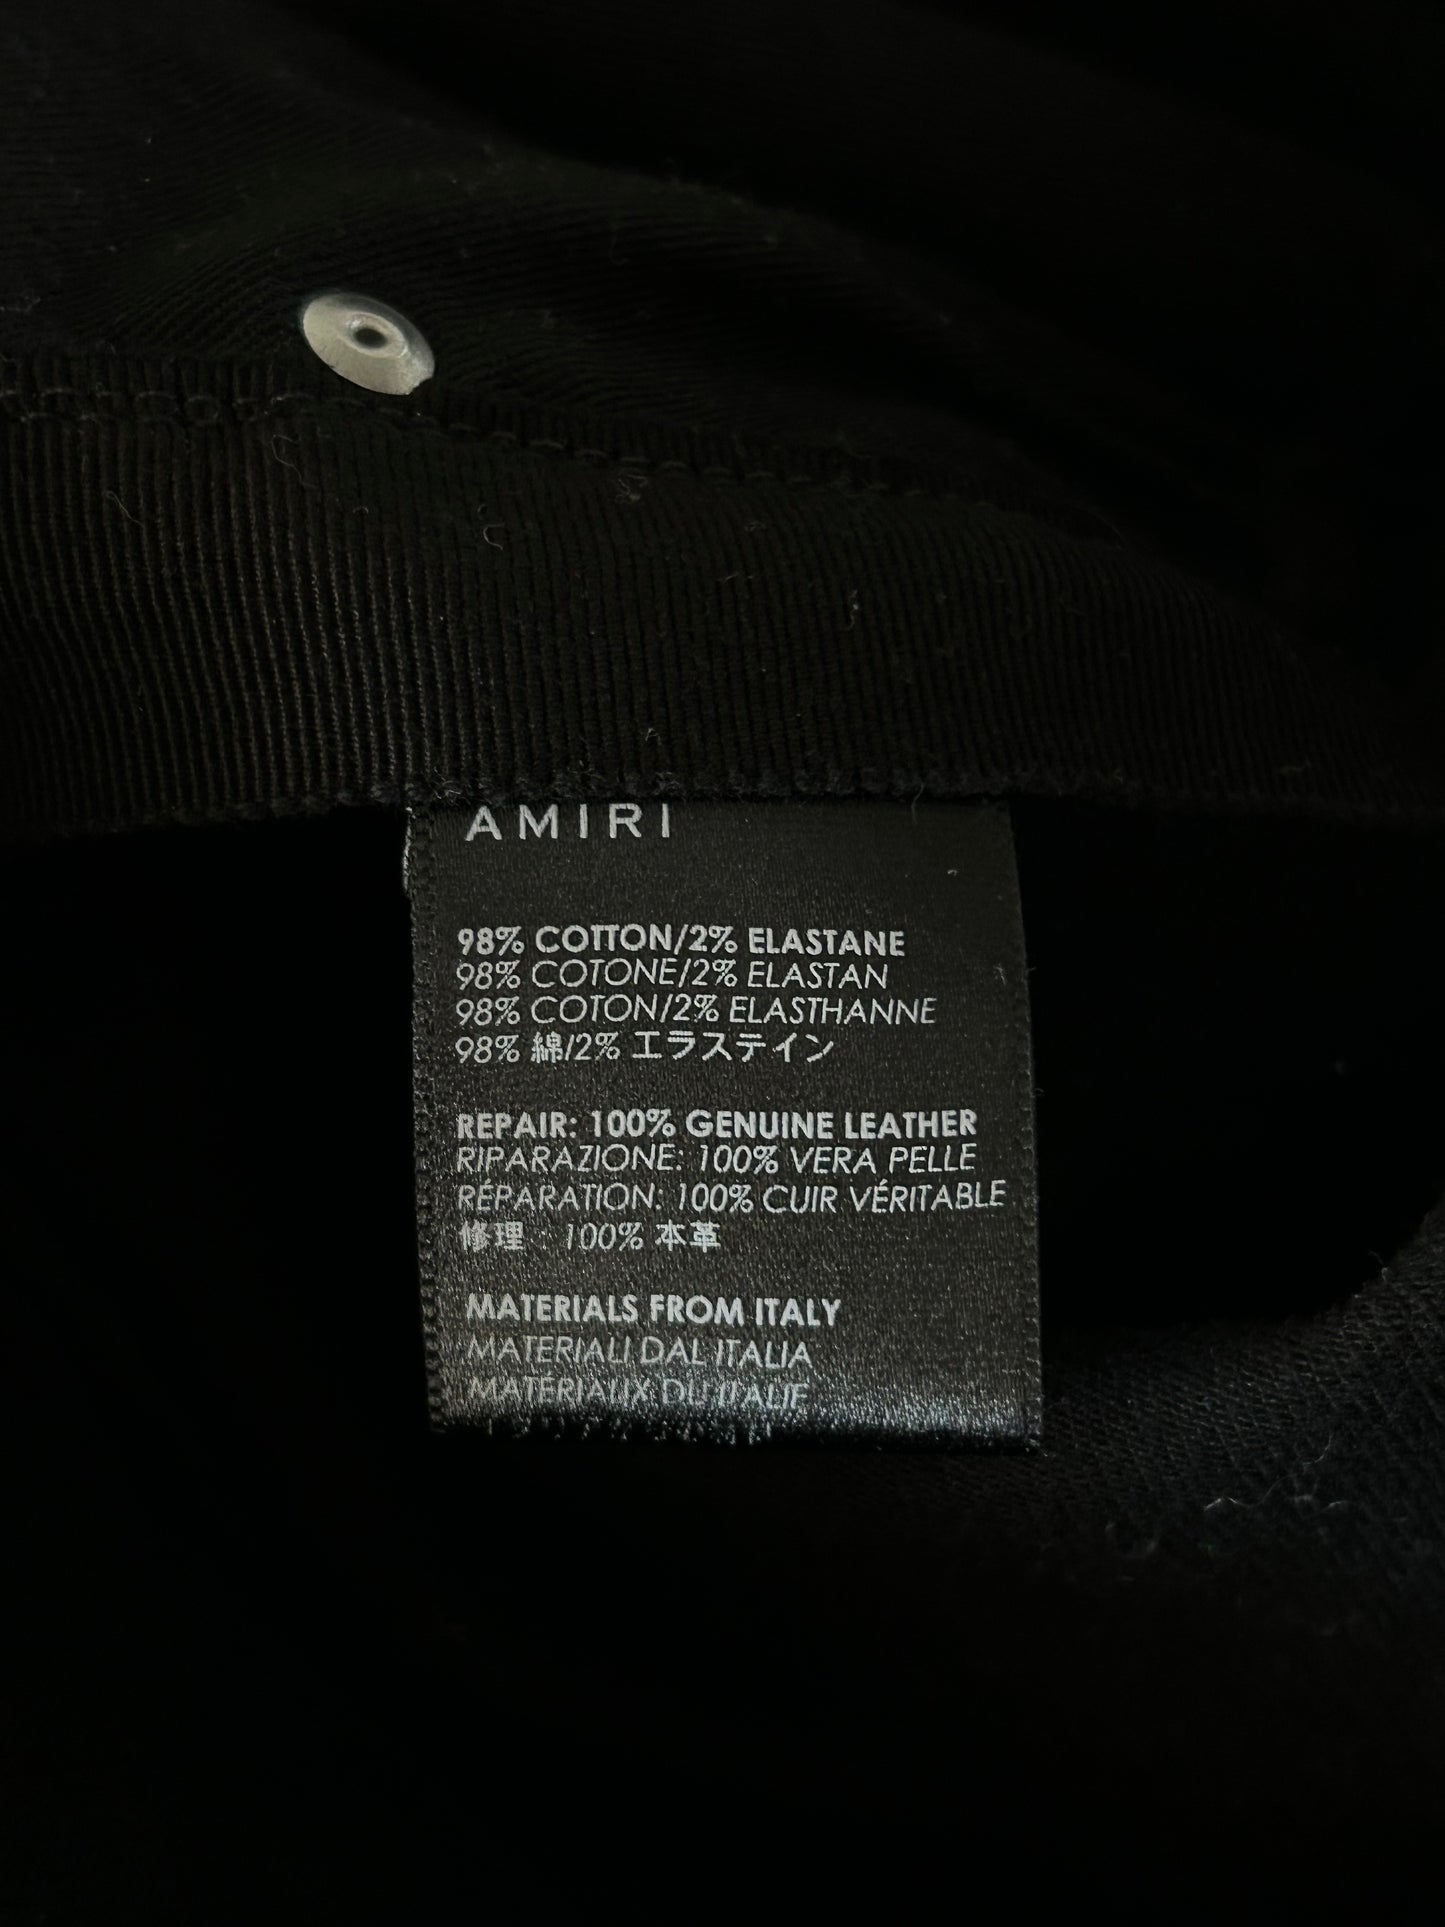 AMIRI
98% COTTON/2% ELASTANE
98% COTONE/2% ELASTAN
98% COTON/2% ELASTHANNE
98% 綿/2% エラステイン
REPAIR: 100% GENUINE LEATHER
RIPARAZIONE: 100% VERA PELLE
RÉPARATION: 100% CUIR VÉRITABLE
修理 : 100% 本革
MATERIALS FROM ITALY
MATERIALI DAL ITALIA
MATÉRIAUX DU ITALIE